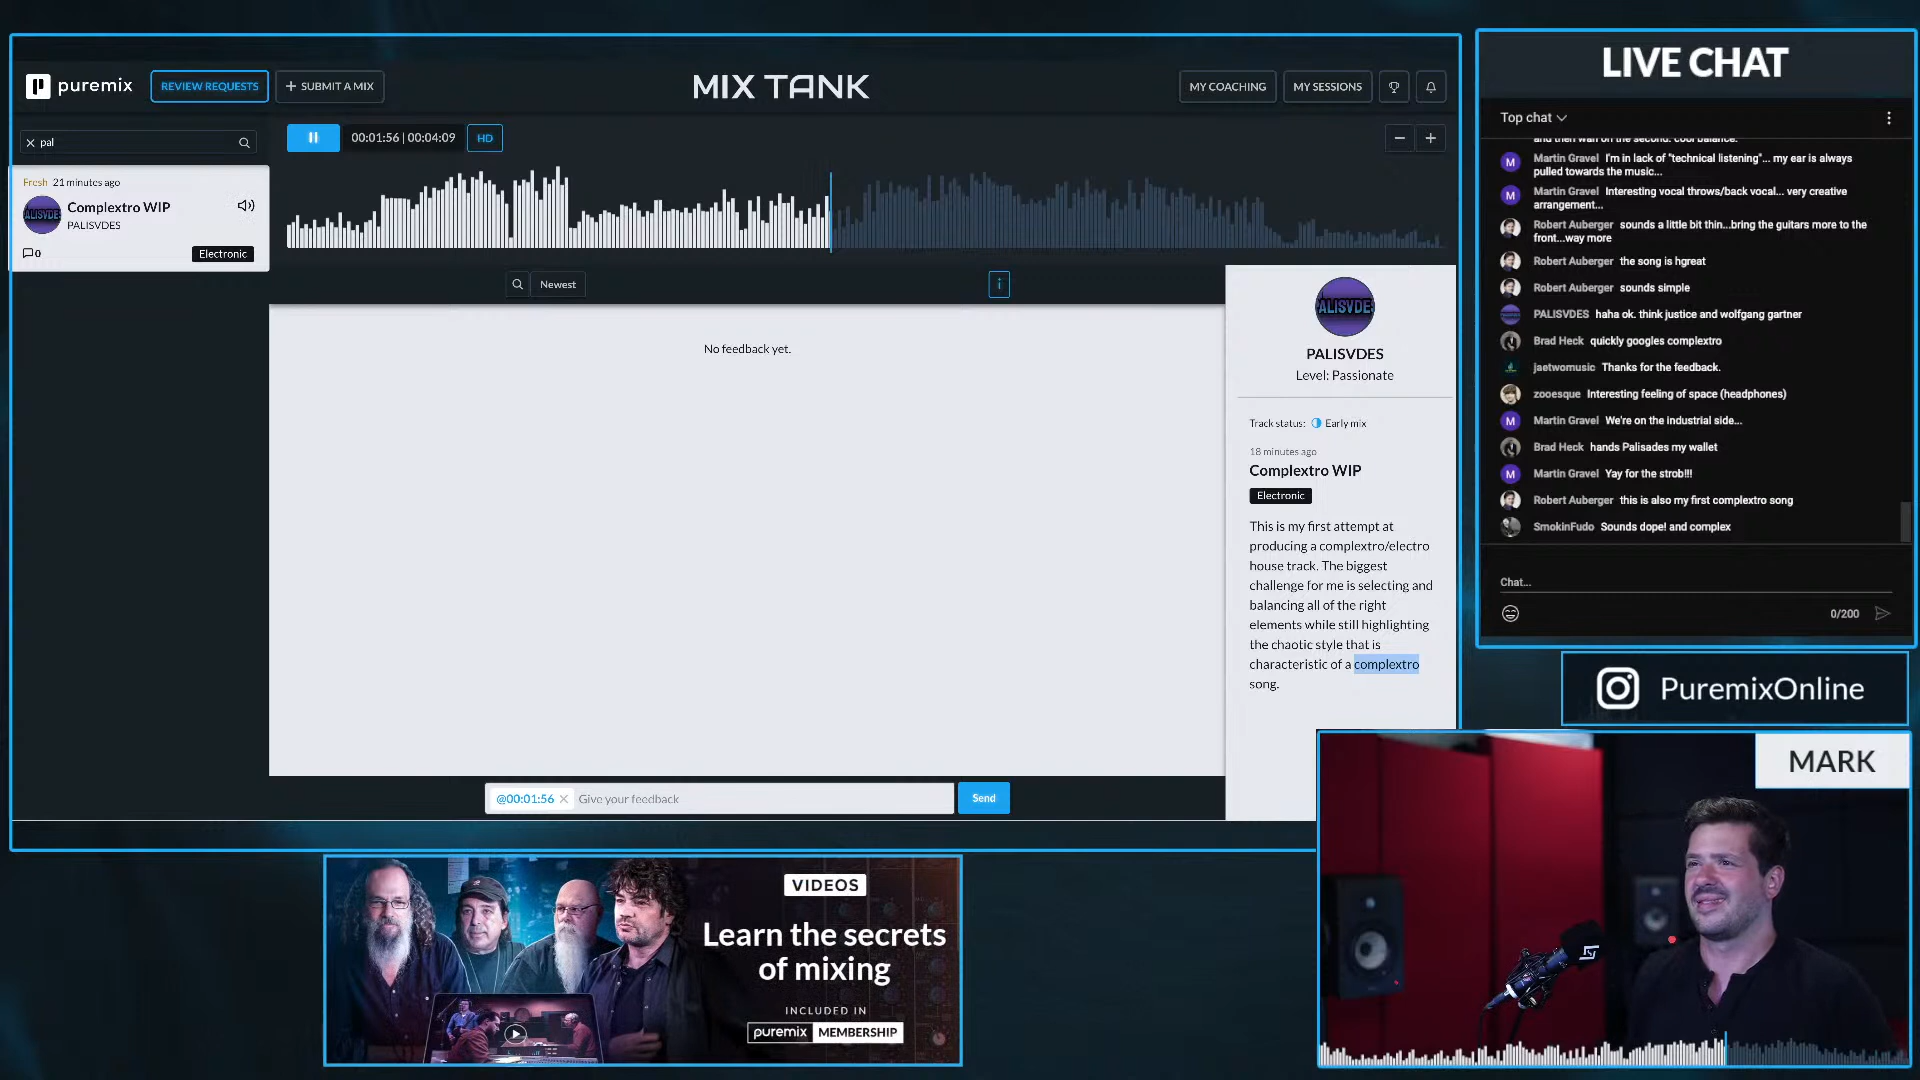 puremix
REVIEW REQUESTS
SUBMIT A MIX
MIX TANK
MY COACHING
MY SESSIONS
pal
00:01:56 | 00:04:09
HD
Fresh 21 minutes ago
Complextro WIP
PALISVDES
0
Electronic
Newest
i
No feedback yet.
PALISVDES
Level: Passionate
Track status: Early mix
18 minutes ago
Complextro WIP
Electronic
This is my first attempt at
producing a complextro/electro
house track. The biggest
challenge for me is selecting and
balancing all of the right
elements while still highlighting
the chaotic style that is
characteristic of a complextro
song.
@00:01:56
Give your feedback
Send
LIVE CHAT
Top chat
and then wah on the second. cool balance.
M Martin Gravel I'm in lack of "technical listening"... my ear is always
pulled towards the music...
M Martin Gravel Interesting vocal throws/back vocal... very creative
arrangement...
Robert Auberger sounds a little bit thin...bring the guitars more to the
front...way more
Robert Auberger the song is hgreat
Robert Auberger sounds simple
PALISVDES haha ok. think justice and wolfgang gartner
Brad Heck quickly googles complextro
jaetwomusic Thanks for the feedback.
zooesque Interesting feeling of space (headphones)
M Martin Gravel We're on the industrial side...
Brad Heck hands Palisades my wallet
M Martin Gravel Yay for the strob!!!
Robert Auberger this is also my first complextro song
SmokinFudo Sounds dope! and complex
Chat...
0/200
PuremixOnline
MARK
VIDEOS
Learn the secrets
of mixing
INCLUDED IN
puremix MEMBERSHIP